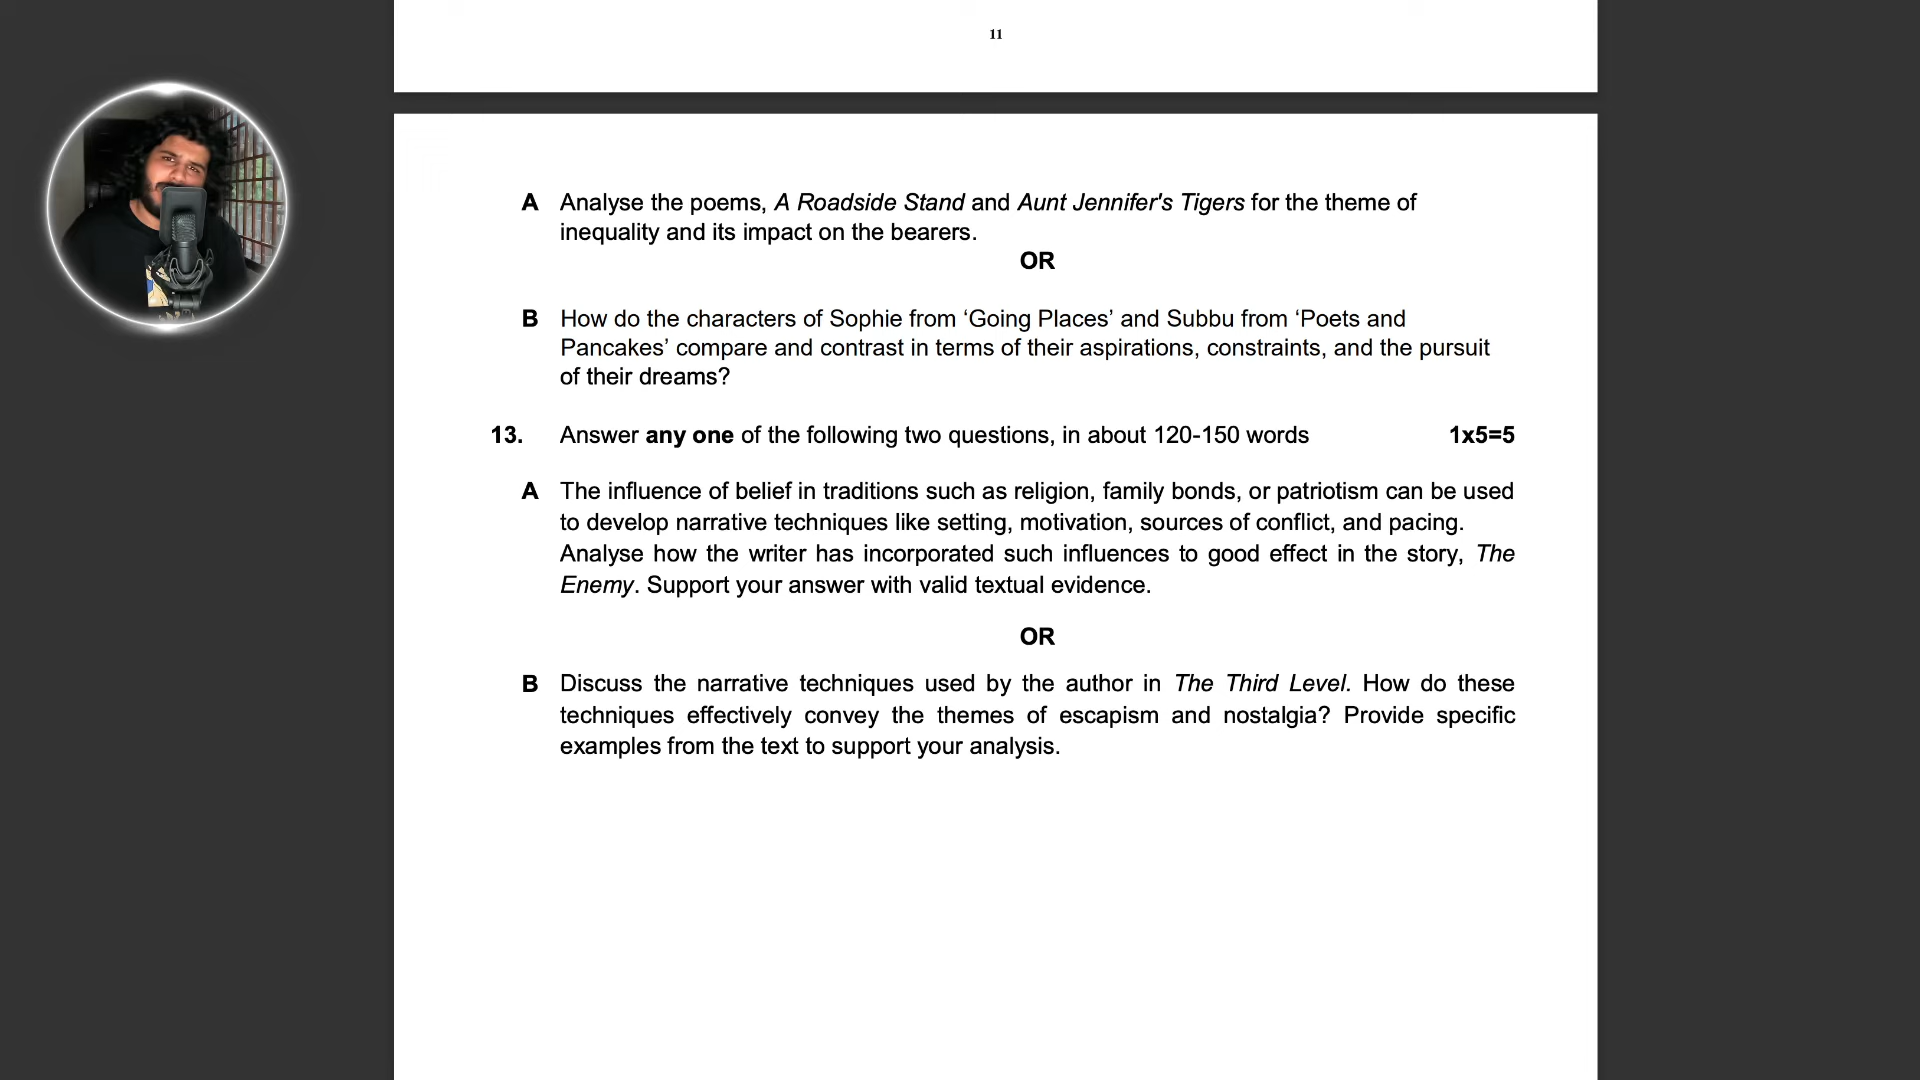 11
A Analyse the poems, A Roadside Stand and Aunt Jennifer's Tigers for the theme of
inequality and its impact on the bearers.
OR
B How do the characters of Sophie from ‘Going Places’ and Subbu from ‘Poets and
Pancakes’ compare and contrast in terms of their aspirations, constraints, and the pursuit
of their dreams?
13. Answer any one of the following two questions, in about 120-150 words 1x5=5
A The influence of belief in traditions such as religion, family bonds, or patriotism can be used
to develop narrative techniques like setting, motivation, sources of conflict, and pacing.
Analyse how the writer has incorporated such influences to good effect in the story, The
Enemy. Support your answer with valid textual evidence.
OR
B Discuss the narrative techniques used by the author in The Third Level. How do these
techniques effectively convey the themes of escapism and nostalgia? Provide specific
examples from the text to support your analysis.